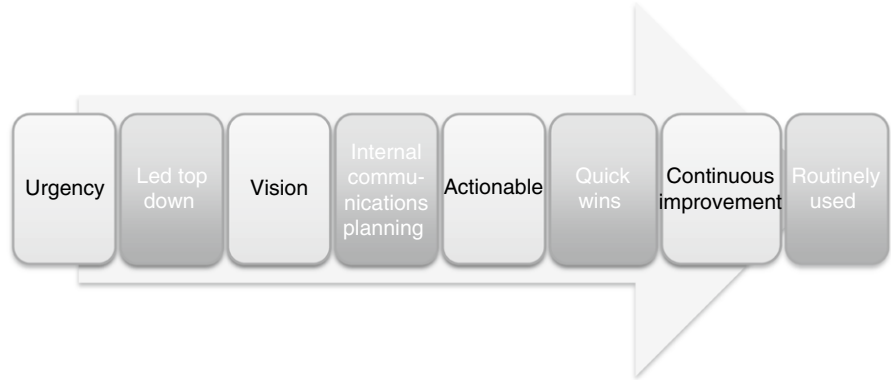 Urgency
Led top
down
Vision
Internal
commu-
nications
planning
Actionable
Quick
wins
Continuous
improvement
Routinely
used